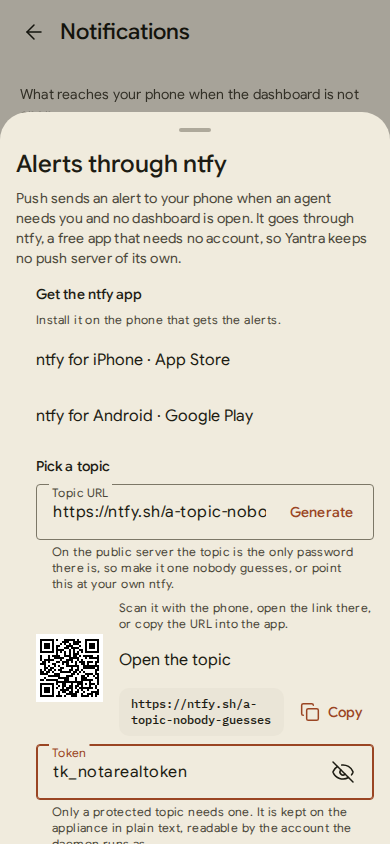 Notifications
What reaches your phone when the dashboard is not
Alerts through ntfy
Push sends an alert to your phone when an agent
needs you and no dashboard is open. It goes through
ntfy, a free app that needs no account, so Yantra keeps
no push server of its own.
Get the ntfy app
Install it on the phone that gets the alerts.
ntfy for iPhone · App Store
ntfy for Android · Google Play
Pick a topic
Topic URL
https://ntfy.sh/a-topic-nobo
Generate
On the public server the topic is the only password
there is, so make it one nobody guesses, or point
this at your own ntfy.
Scan it with the phone, open the link there,
or copy the URL into the app.
Open the topic
https://ntfy.sh/a-
topic-nobody-guesses
Copy
Token
tk_notarealtoken
Only a protected topic needs one. It is kept on the
appliance in plain text, readable by the account the
daemon runs as.